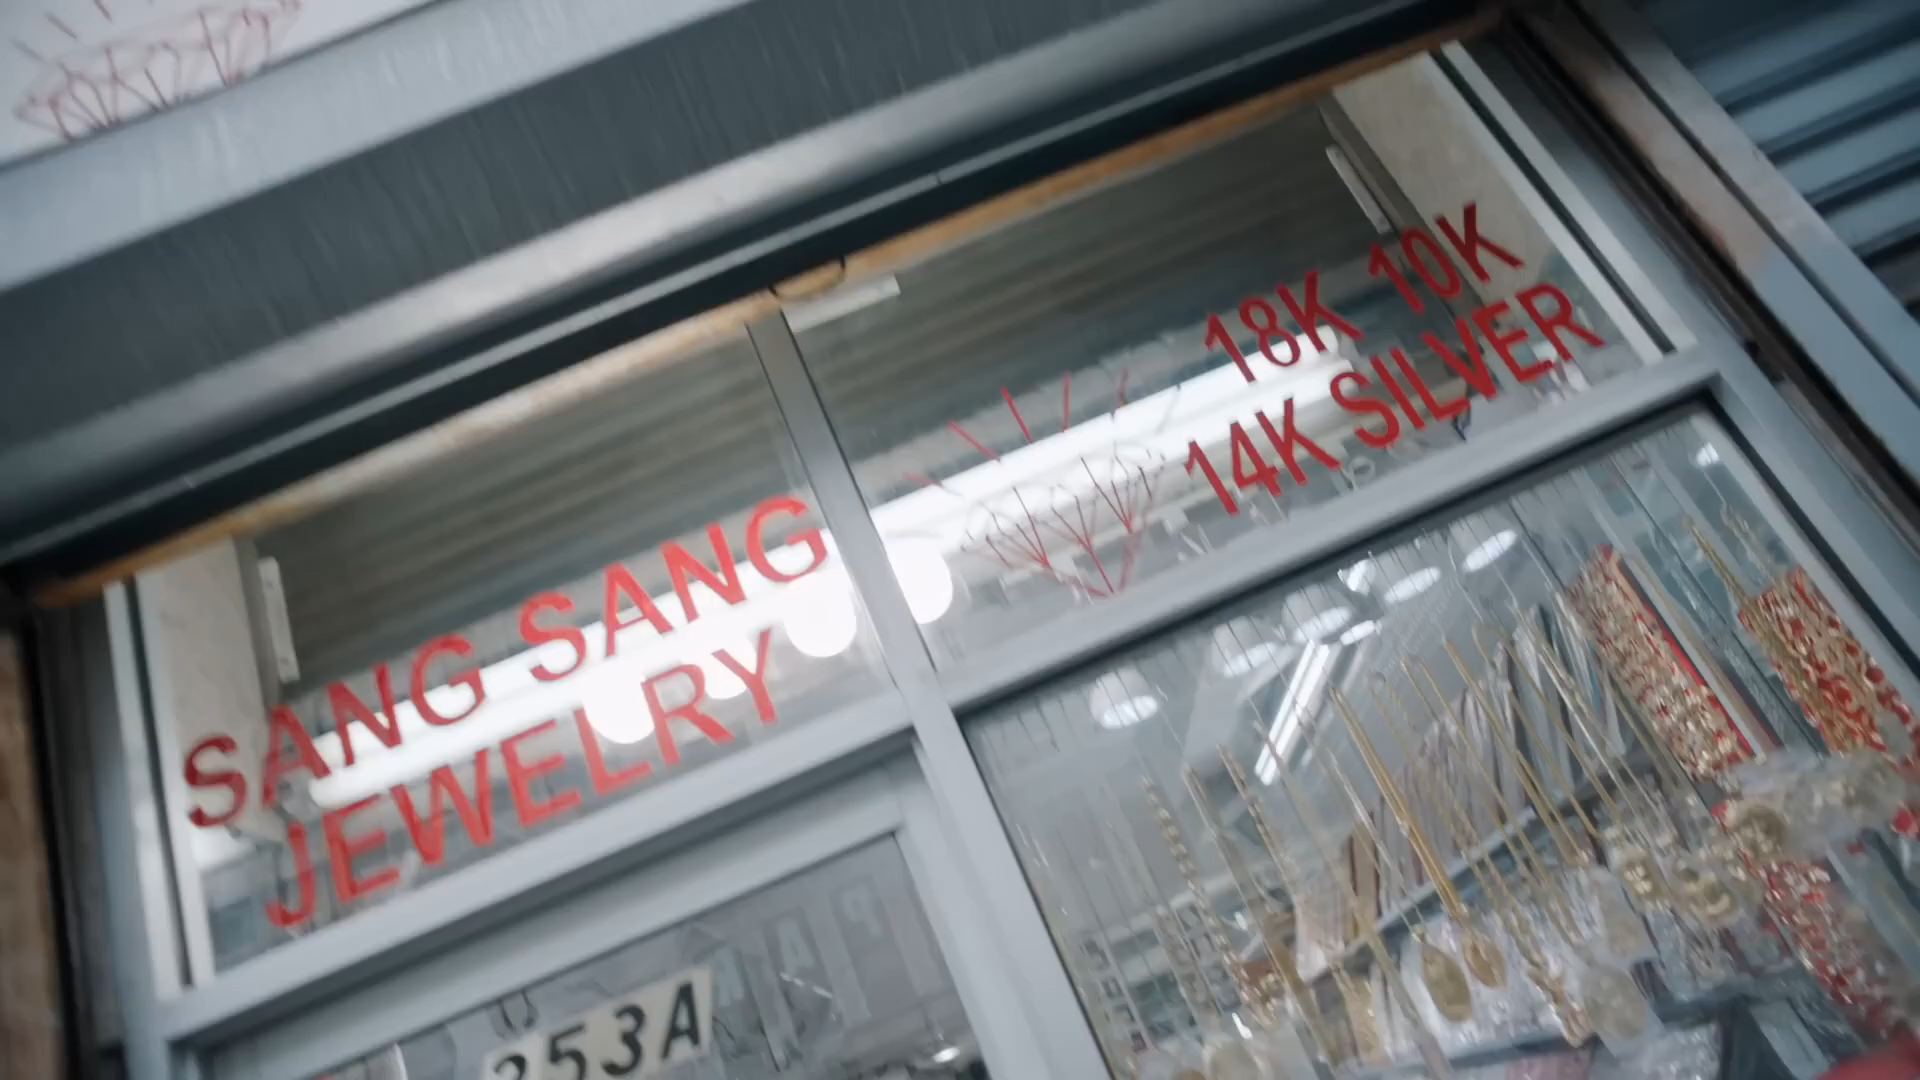 SANG SANG
JEWELRY
18K 10K
14K SILVER
253A